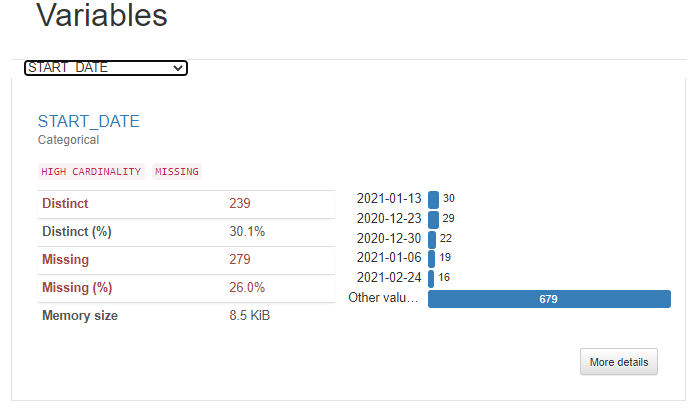 Variables
START_DATE
START_DATE
Categorical
HIGH CARDINALITY MISSING
Distinct 239
Distinct (%) 30.1%
Missing 279
Missing (%) 26.0%
Memory size 8.5 KiB
2021-01-13 30
2020-12-23 29
2020-12-30 22
2021-01-06 19
2021-02-24 16
Other valu… 679
More details